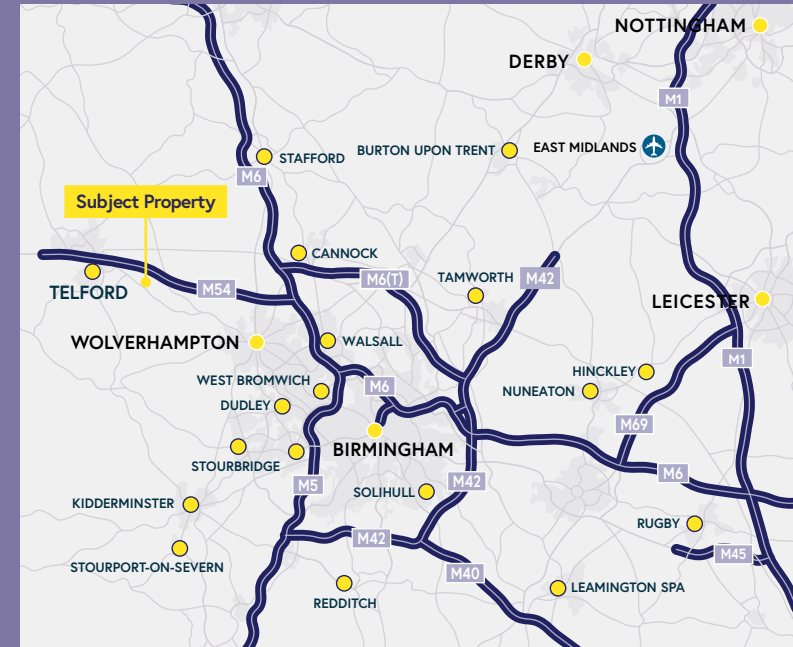 NOTTINGHAM
DERBY
M1
BURTON UPON TRENT
EAST MIDLANDS
STAFFORD
M6
Subject Property
CANNOCK
M6(T)
TAMWORTH
M42
TELFORD
M54
LEICESTER
WOLVERHAMPTON
WALSALL
M1
HINCKLEY
WEST BROMWICH
M6
NUNEATON
DUDLEY
M69
BIRMINGHAM
STOURBRIDGE
M6
M5
M42
SOLIHULL
KIDDERMINSTER
RUGBY
M42
M45
STOURPORT-ON-SEVERN
M40
LEAMINGTON SPA
REDDITCH